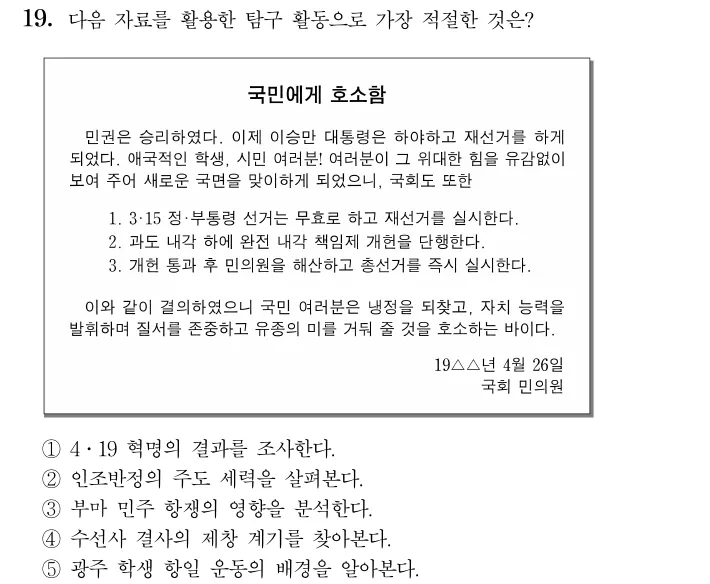 19. 다음 자료를 활용한 탐구 활동으로 가장 적절한 것은?
국민에게 호소함
민권은 승리하였다. 이제 이승만 대통령은 하야하고 재선거를 하게
되었다. 애국적인 학생, 시민 여러분! 여러분이 그 위대한 힘을 유감없이
보여 주어 새로운 국면을 맞이하게 되었으니, 국회도 또한
1. 3·15 정·부통령 선거는 무효로 하고 재선거를 실시한다.
2. 과도 내각 하에 완전 내각 책임제 개헌을 단행한다.
3. 개헌 통과 후 민의원을 해산하고 총선거를 즉시 실시한다.
이와 같이 결의하였으니 국민 여러분은 냉정을 되찾고, 자치 능력을
발휘하며 질서를 존중하고 유종의 미를 거둬 줄 것을 호소하는 바이다.
19△△년 4월 26일
국회 민의원
① 4·19 혁명의 결과를 조사한다.
② 인조반정의 주도 세력을 살펴본다.
③ 부마 민주 항쟁의 영향을 분석한다.
④ 수선사 결사의 제창 계기를 찾아본다.
⑤ 광주 학생 항일 운동의 배경을 알아본다.